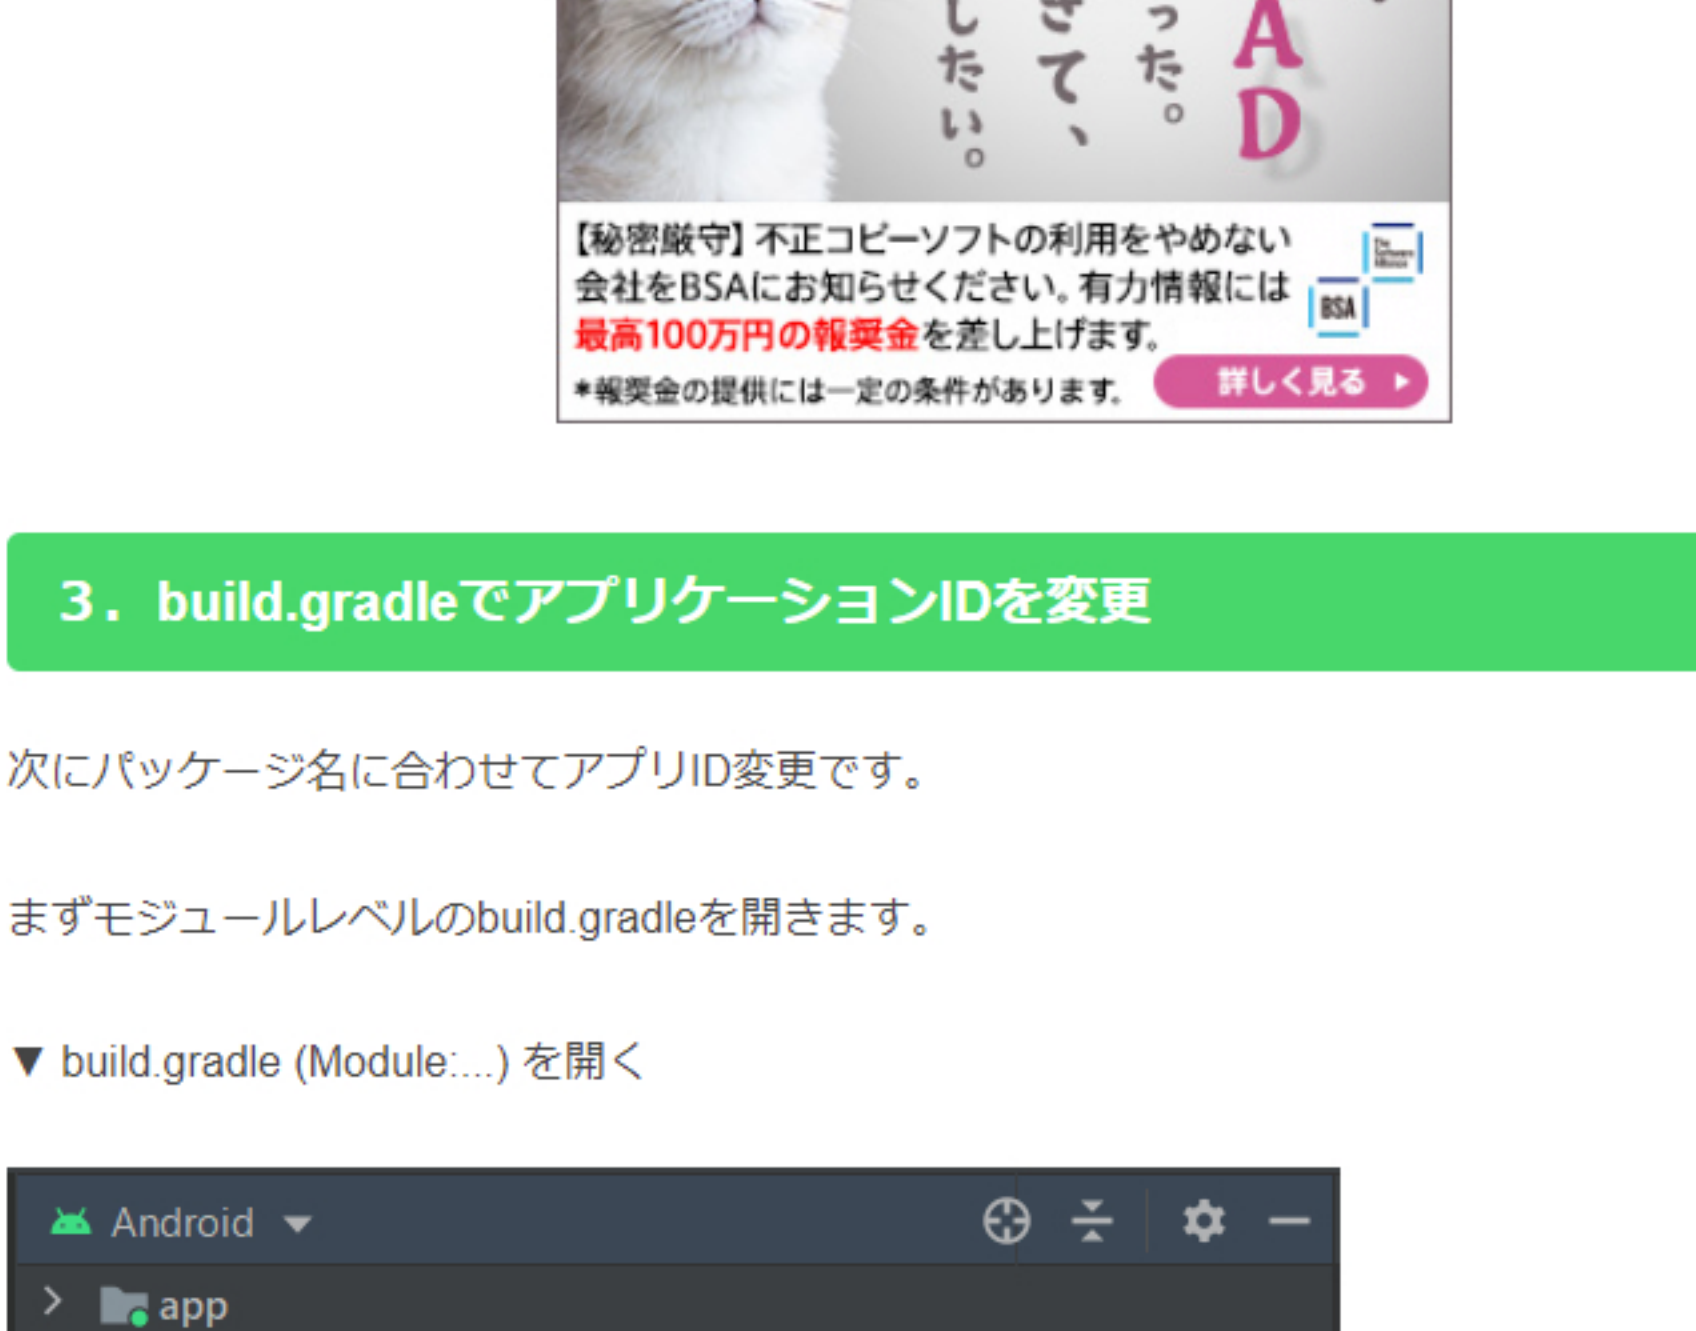 った。
きて、
したい。
AD
【秘密厳守】不正コピーソフトの利用をやめない
会社をBSAにお知らせください。有力情報には
最高100万円の報奨金を差し上げます。
*報奨金の提供には一定の条件があります。
BSA
詳しく見る
3．build.gradleでアプリケーションIDを変更
次にパッケージ名に合わせてアプリID変更です。
まずモジュールレベルのbuild.gradleを開きます。
▼ build.gradle (Module:...) を開く
Android
app